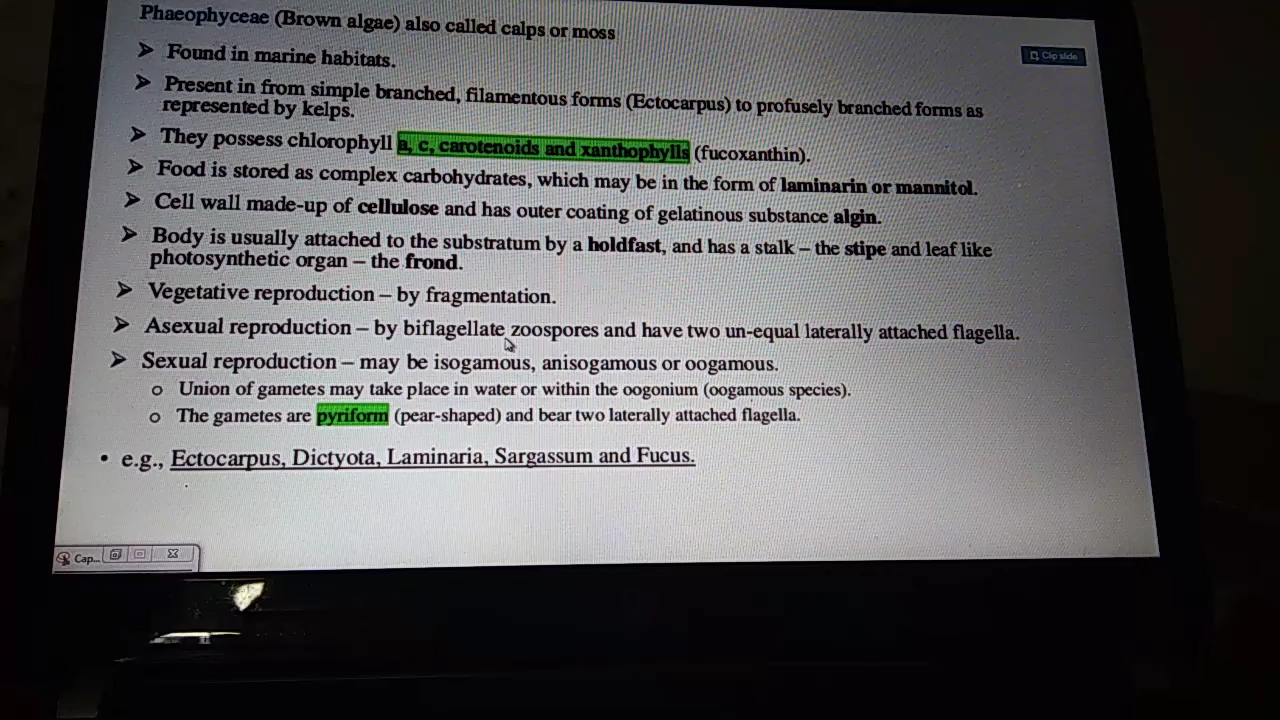 Phaeophyceae (Brown algae) also called calps or moss
Clip slide
➢ Found in marine habitats.
➢ Present in from simple branched, filamentous forms (Ectocarpus) to profusely branched forms as
represented by kelps.
➢ They possess chlorophyll a, c, carotenoids and xanthophylls (fucoxanthin).
➢ Food is stored as complex carbohydrates, which may be in the form of laminarin or mannitol.
➢ Cell wall made-up of cellulose and has outer coating of gelatinous substance algin.
➢ Body is usually attached to the substratum by a holdfast, and has a stalk – the stipe and leaf like
photosynthetic organ – the frond.
➢ Vegetative reproduction – by fragmentation.
➢ Asexual reproduction – by biflagellate zoospores and have two un-equal laterally attached flagella.
➢ Sexual reproduction – may be isogamous, anisogamous or oogamous.
o Union of gametes may take place in water or within the oogonium (oogamous species).
o The gametes are pyriform (pear-shaped) and bear two laterally attached flagella.
• e.g., Ectocarpus, Dictyota, Laminaria, Sargassum and Fucus.
Cap...